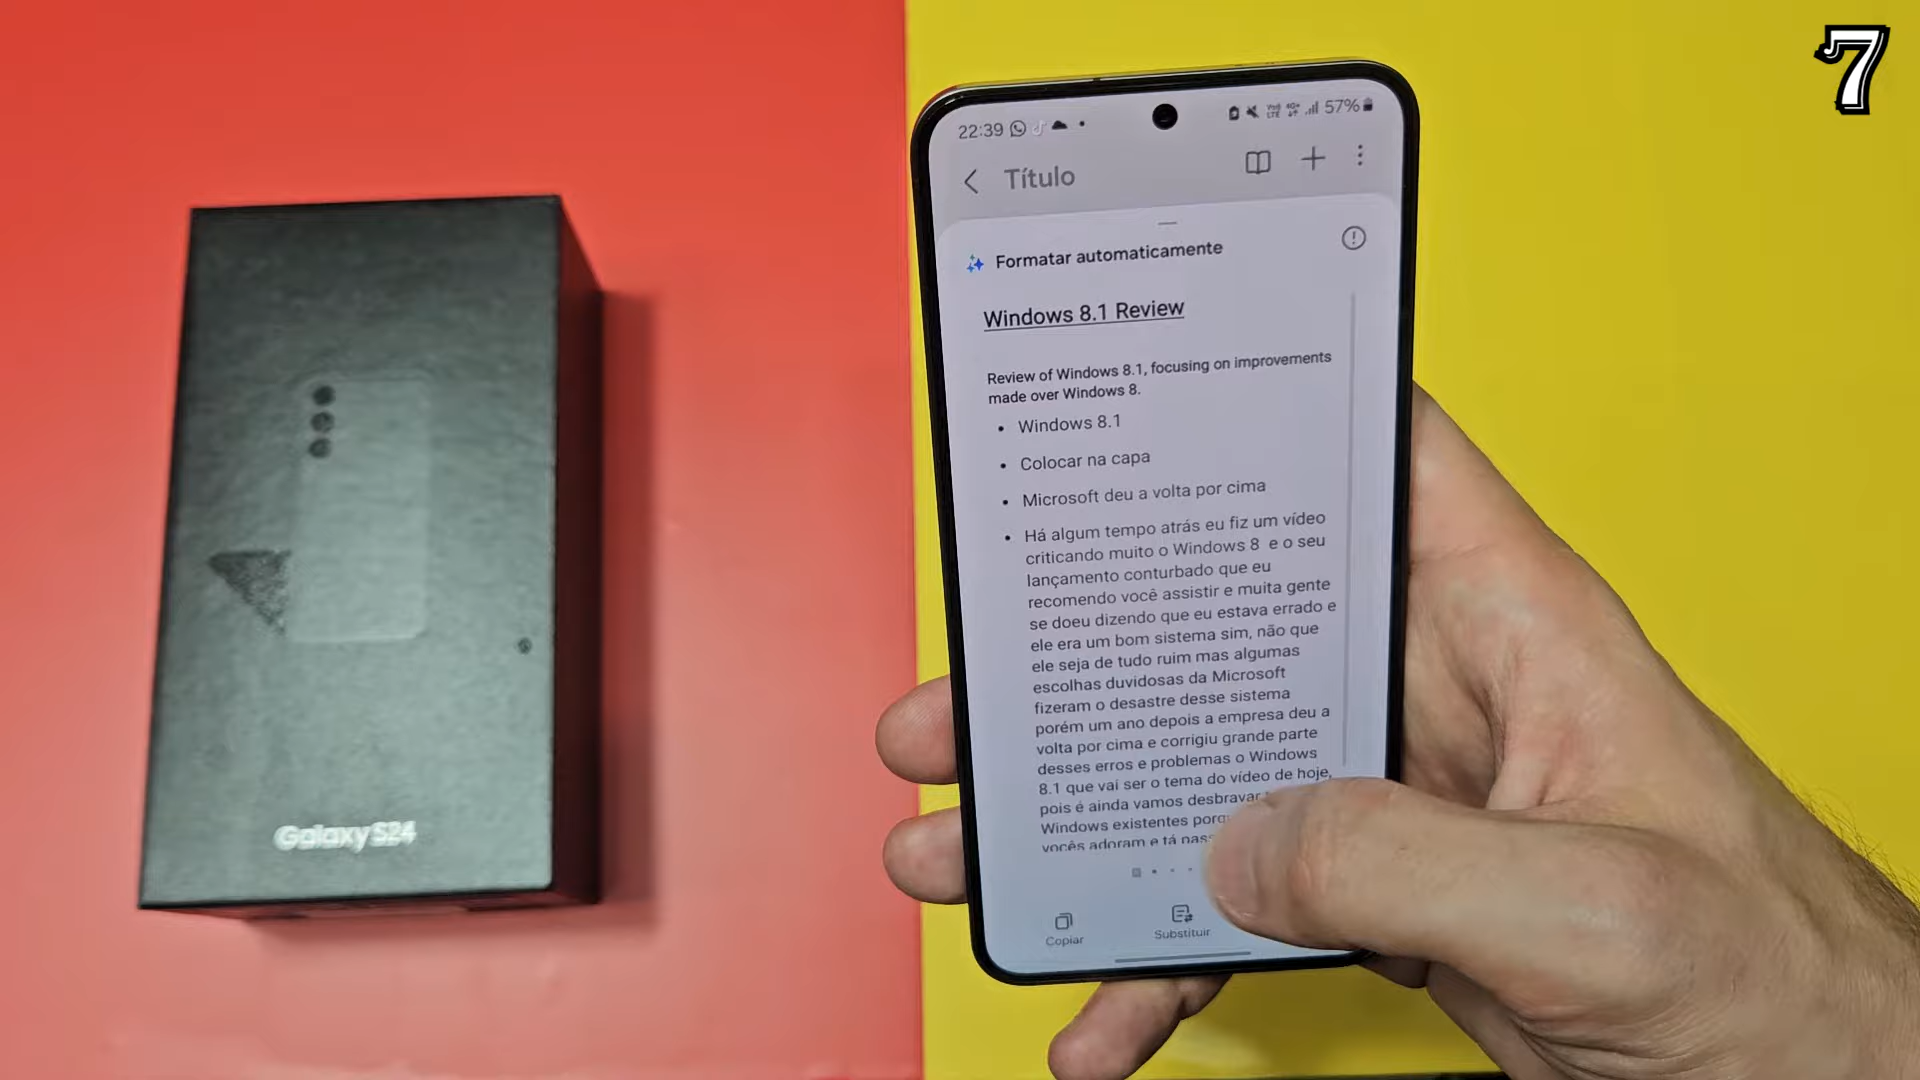 7
22:39
57%
Título
Formatar automaticamente
Windows 8.1 Review
Review of Windows 8.1, focusing on improvements
made over Windows 8.
• Windows 8.1
• Colocar na capa
• Microsoft deu a volta por cima
• Há algum tempo atrás eu fiz um vídeo
criticando muito o Windows 8 e o seu
lançamento conturbado que eu
recomendo você assistir e muita gente
se doeu dizendo que eu estava errado e
ele era um bom sistema sim, não que
ele seja de tudo ruim mas algumas
escolhas duvidosas da Microsoft
fizeram o desastre desse sistema
porém um ano depois a empresa deu a
volta por cima e corrigiu grande parte
desses erros e problemas o Windows
8.1 que vai ser o tema do vídeo de hoje,
pois é ainda vamos desbravar
Windows existentes
vocês adoram e tá
Copiar
Substituir
Galaxy S24